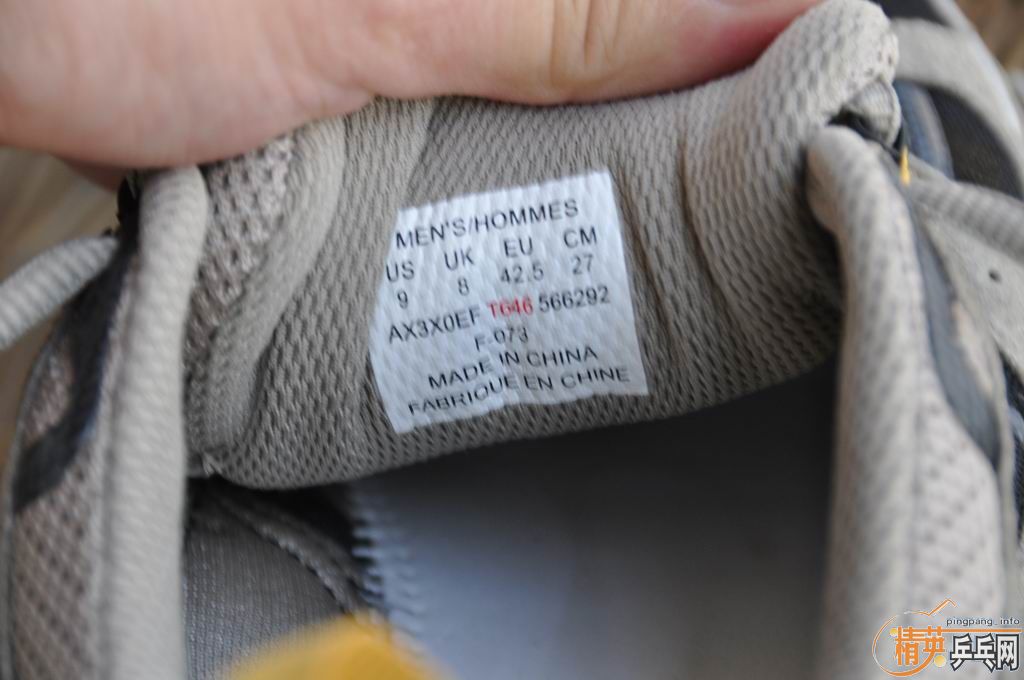 MEN'S/HOMMES
US UK EU CM
9 8 42.5 27
AX3X0EF TG46 566292
F-073
MADE IN CHINA
FABRIQUE EN CHINE
pingpang.info
精英乒乓网